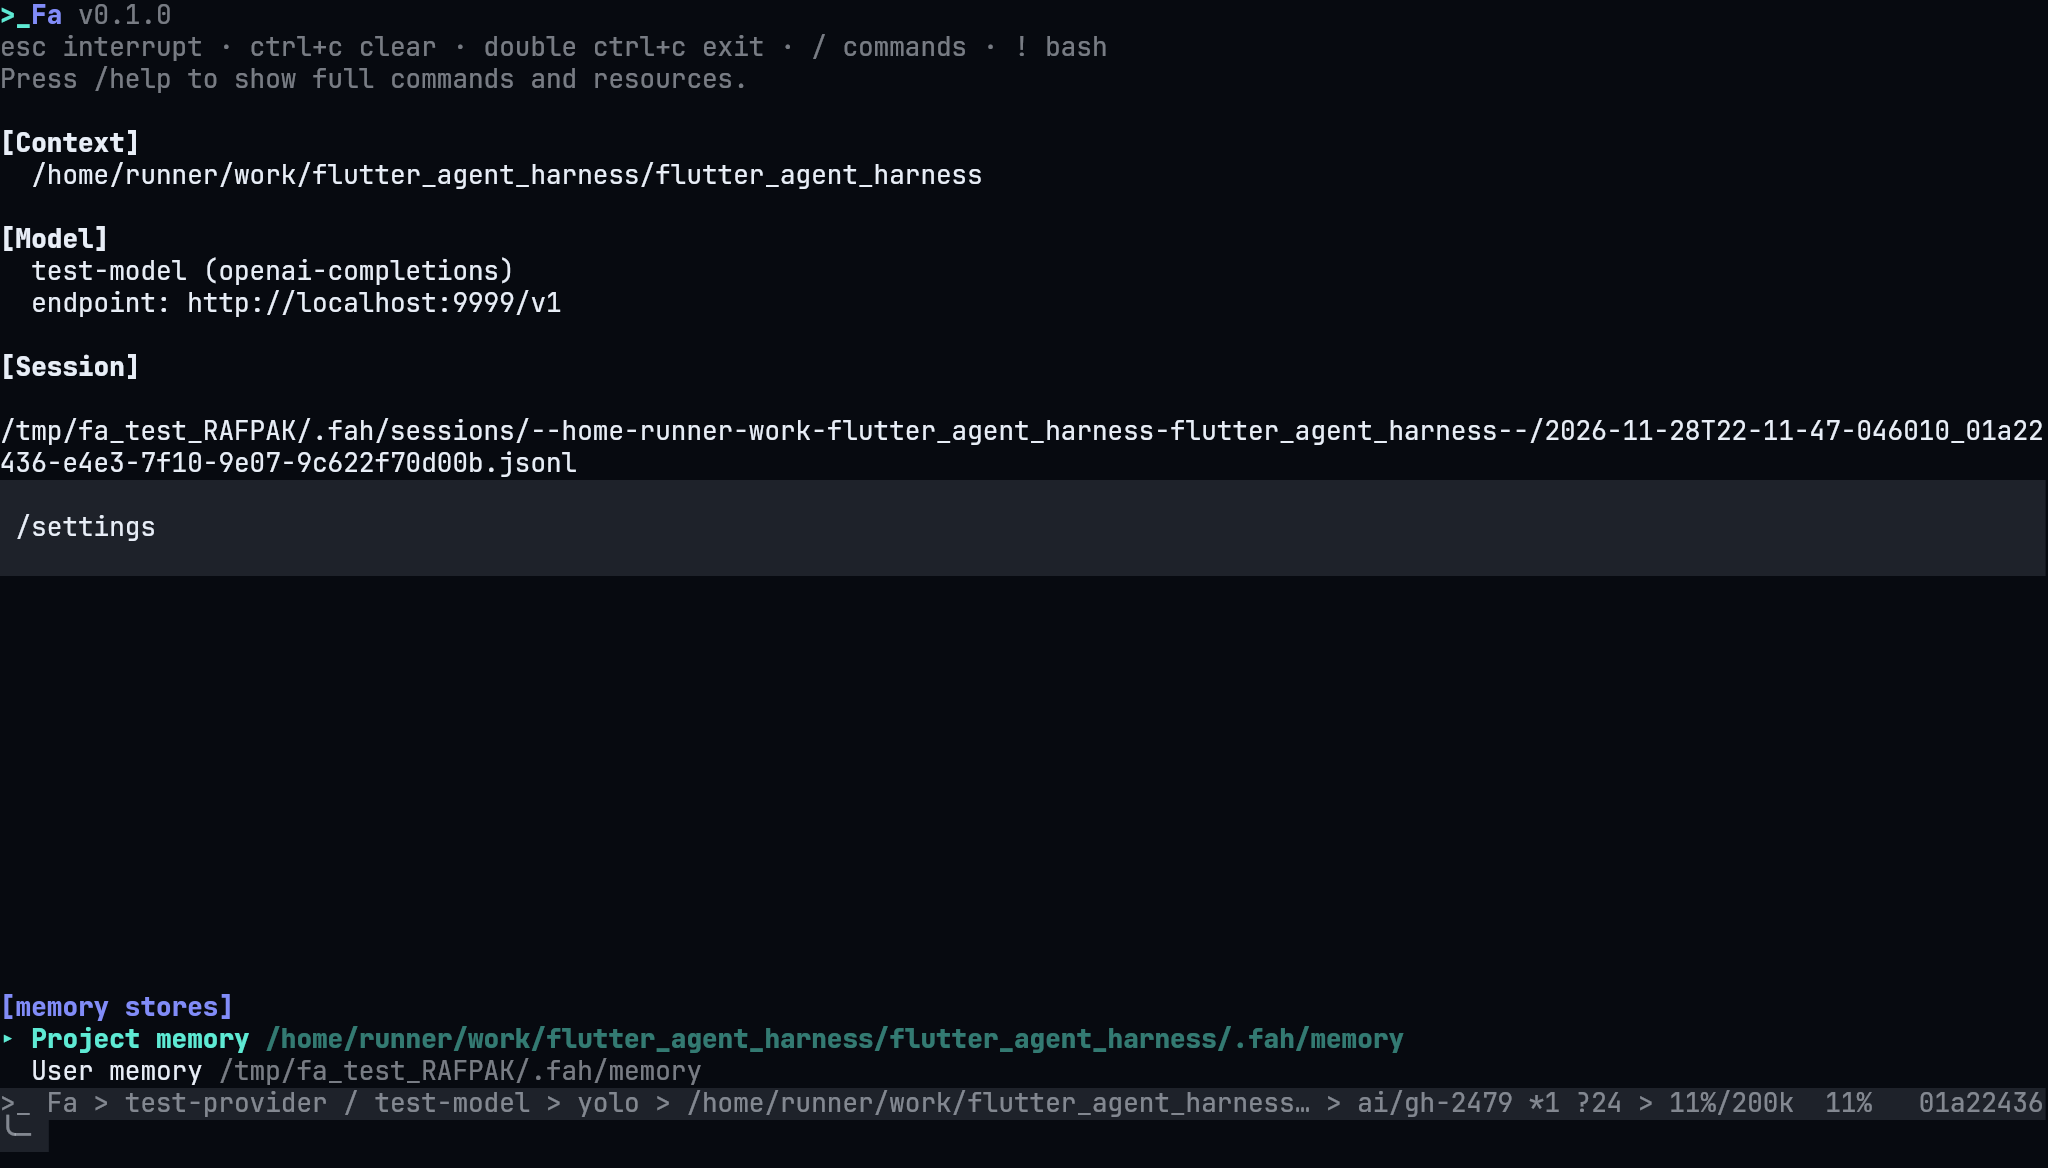 >_Fa v0.1.0
esc interrupt · ctrl+c clear · double ctrl+c exit · / commands · ! bash
Press /help to show full commands and resources.
[Context]
/home/runner/work/flutter_agent_harness/flutter_agent_harness
[Model]
test-model (openai-completions)
endpoint: http://localhost:9999/v1
[Session]
/tmp/fa_test_RAFPAK/.fah/sessions/--home-runner-work-flutter_agent_harness-flutter_agent_harness--/2026-11-28T22-11-47-046010_01a22
436-e4e3-7f10-9e07-9c622f70d00b.jsonl
/settings
[memory stores]
▸ Project memory /home/runner/work/flutter_agent_harness/flutter_agent_harness/.fah/memory
User memory /tmp/fa_test_RAFPAK/.fah/memory
>_ Fa > test-provider / test-model > yolo > /home/runner/work/flutter_agent_harness… > ai/gh-2479 *1 ?24 > 11%/200k 11% 01a22436